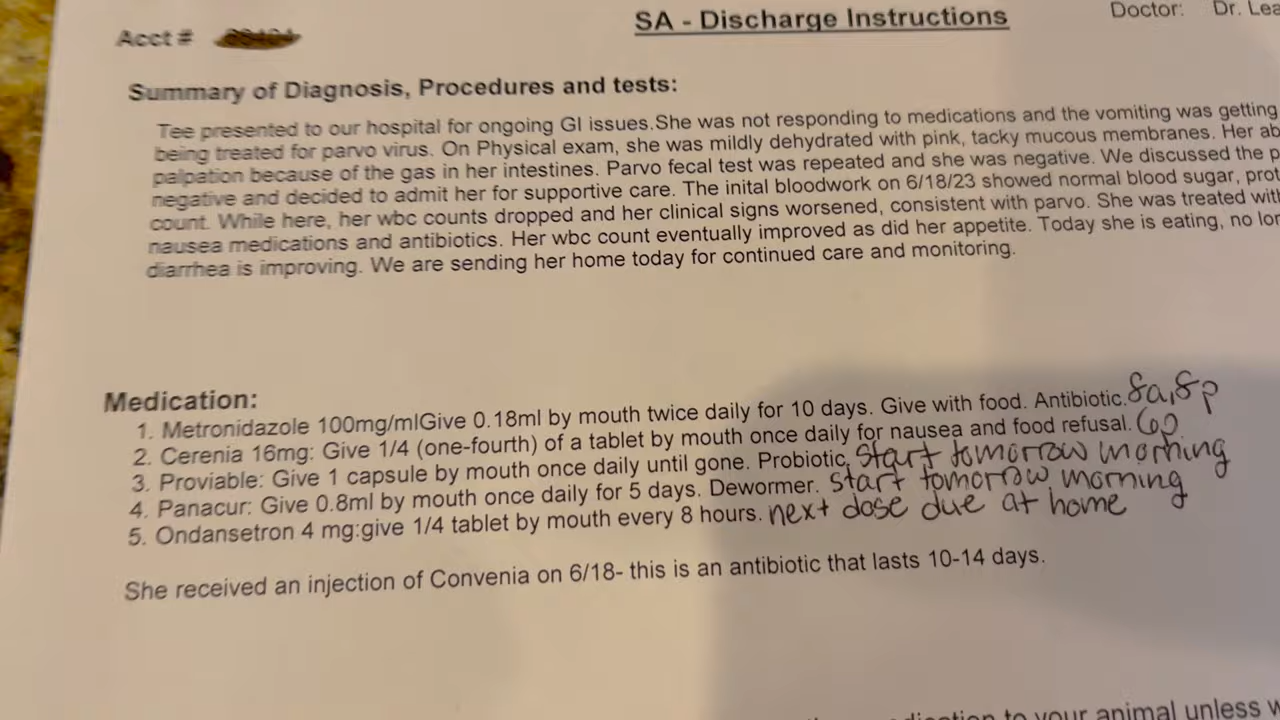 SA - Discharge Instructions
Doctor: Dr. Lea
Acct #
Summary of Diagnosis, Procedures and tests:
Tee presented to our hospital for ongoing GI issues.She was not responding to medications and the vomiting was getting
being treated for parvo virus. On Physical exam, she was mildly dehydrated with pink, tacky mucous membranes. Her ab
palpation because of the gas in her intestines. Parvo fecal test was repeated and she was negative. We discussed the p
negative and decided to admit her for supportive care. The inital bloodwork on 6/18/23 showed normal blood sugar, prot
count. While here, her wbc counts dropped and her clinical signs worsened, consistent with parvo. She was treated with
nausea medications and antibiotics. Her wbc count eventually improved as did her appetite. Today she is eating, no lon
diarrhea is improving. We are sending her home today for continued care and monitoring.
Medication:
1. Metronidazole 100mg/mlGive 0.18ml by mouth twice daily for 10 days. Give with food. Antibiotic. 8a, 8p
2. Cerenia 16mg: Give 1/4 (one-fourth) of a tablet by mouth once daily for nausea and food refusal.
3. Proviable: Give 1 capsule by mouth once daily until gone. Probiotic, start tomorrow morning
4. Panacur: Give 0.8ml by mouth once daily for 5 days. Dewormer. start tomorrow morning
5. Ondansetron 4 mg:give 1/4 tablet by mouth every 8 hours. next dose due at home
She received an injection of Convenia on 6/18- this is an antibiotic that lasts 10-14 days.
to your animal unless